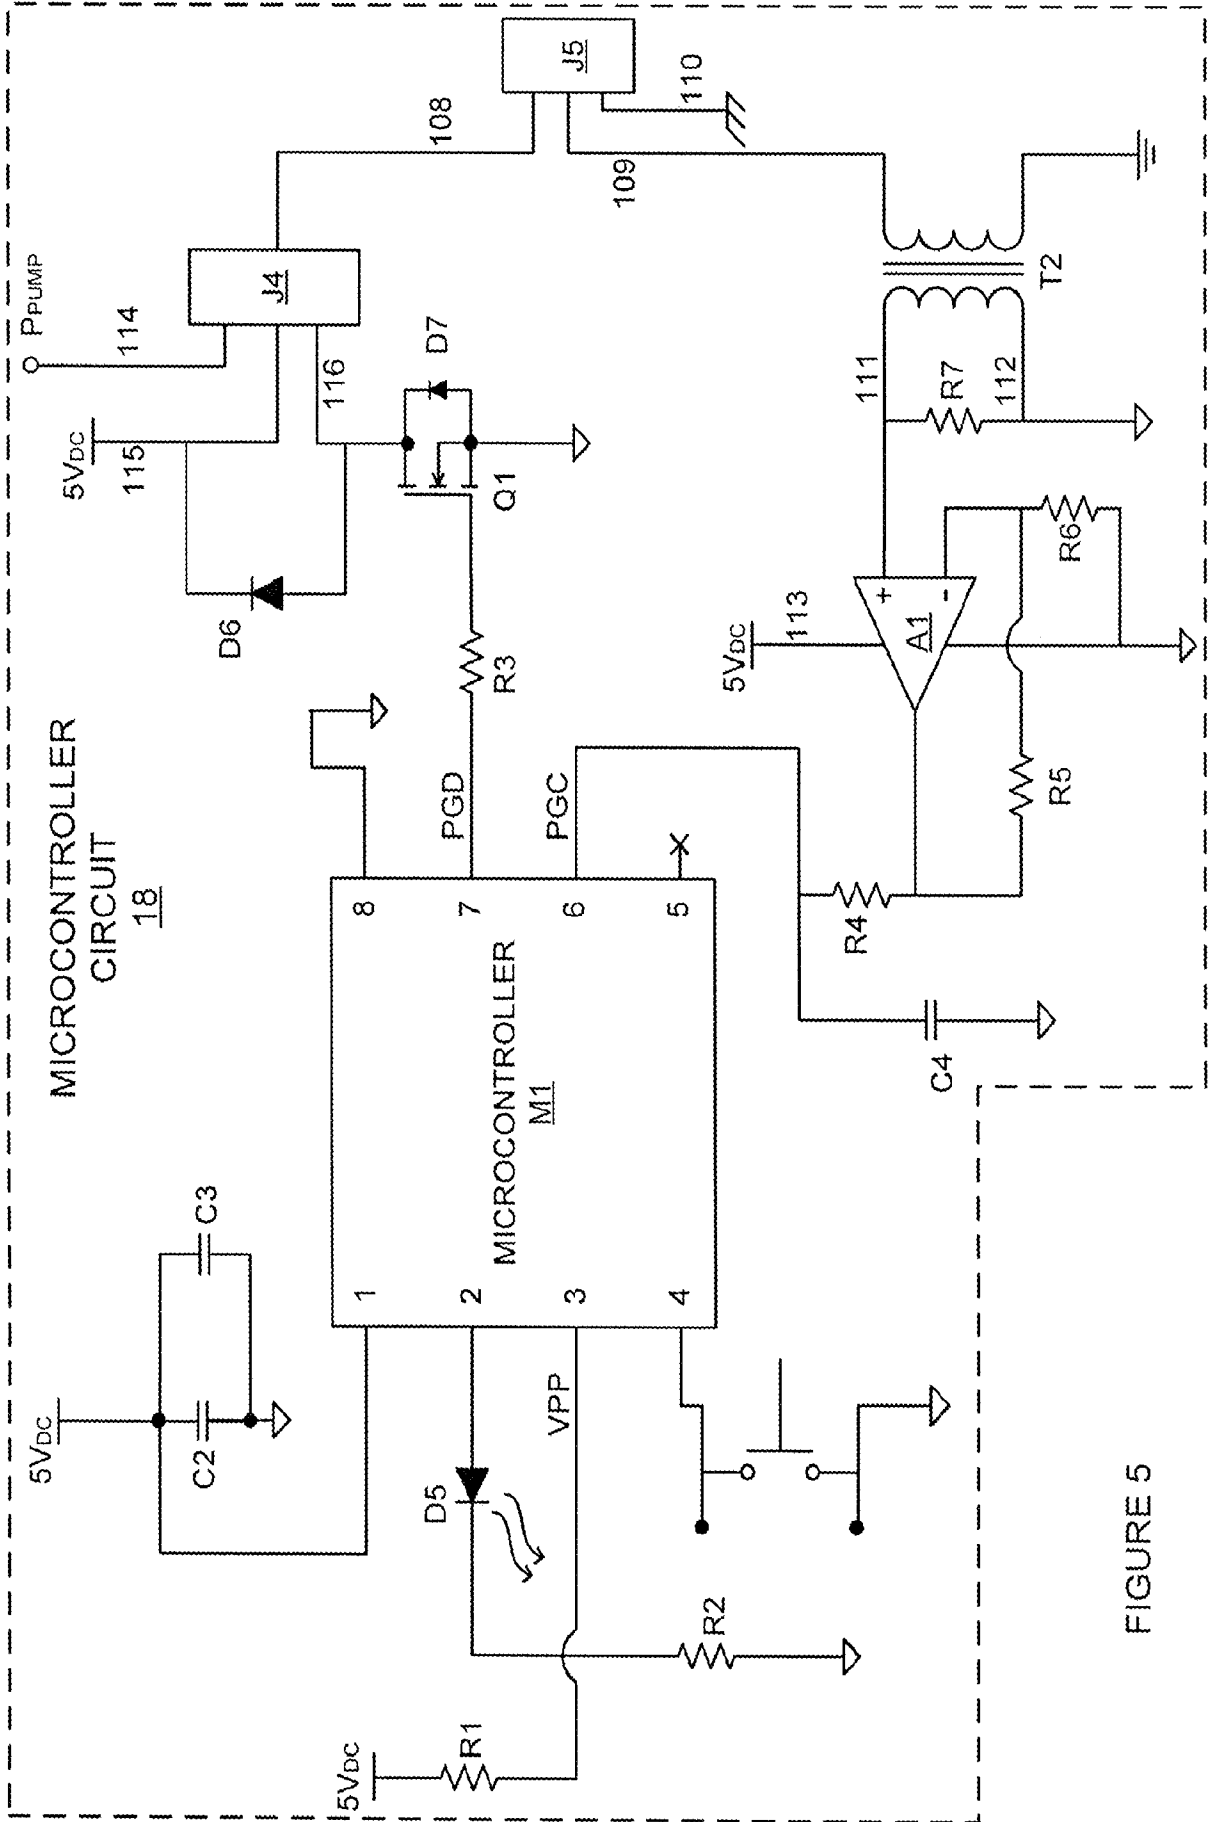 MICROCONTROLLER
CIRCUIT
18
5VDC
C2
C3
5VDC
R1
D5
R2
VPP
1
2
3
4
MICROCONTROLLER
M1
8
7
6
5
PGD
PGC
R3
D6
5VDC
115
PPUMP
114
116
J4
D7
Q1
108
J5
109
110
T2
111
R7
112
5VDC
113
+
-
A1
R6
R5
R4
C4
FIGURE 5